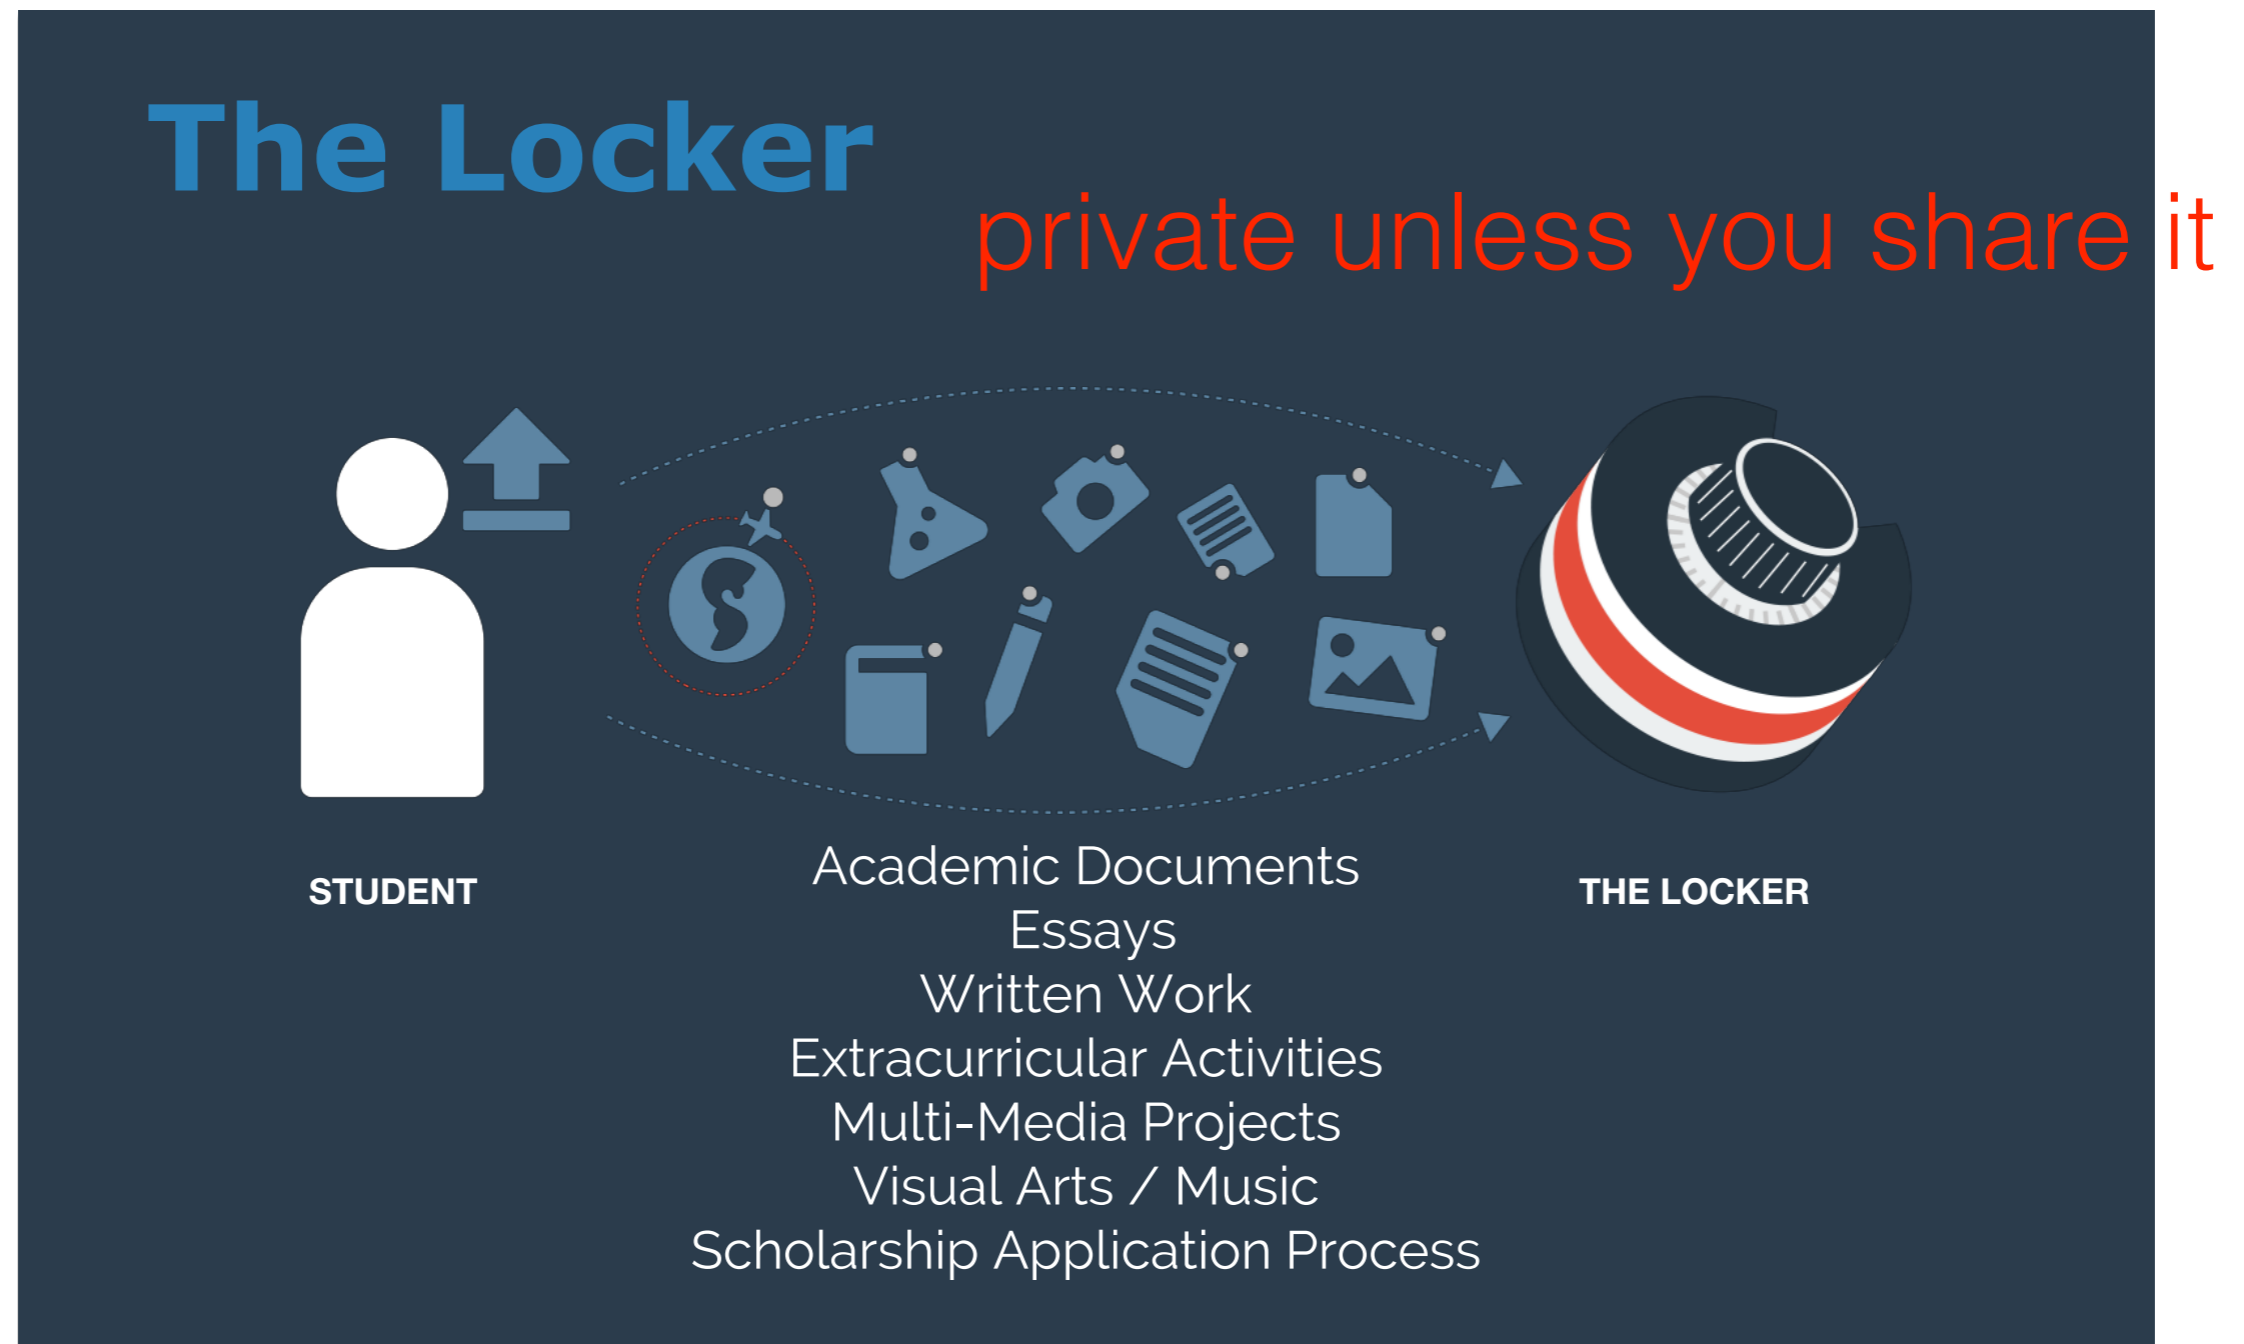 The Locker
private unless you share it
STUDENT
THE LOCKER
Academic Documents
Essays
Written Work
Extracurricular Activities
Multi-Media Projects
Visual Arts / Music
Scholarship Application Process